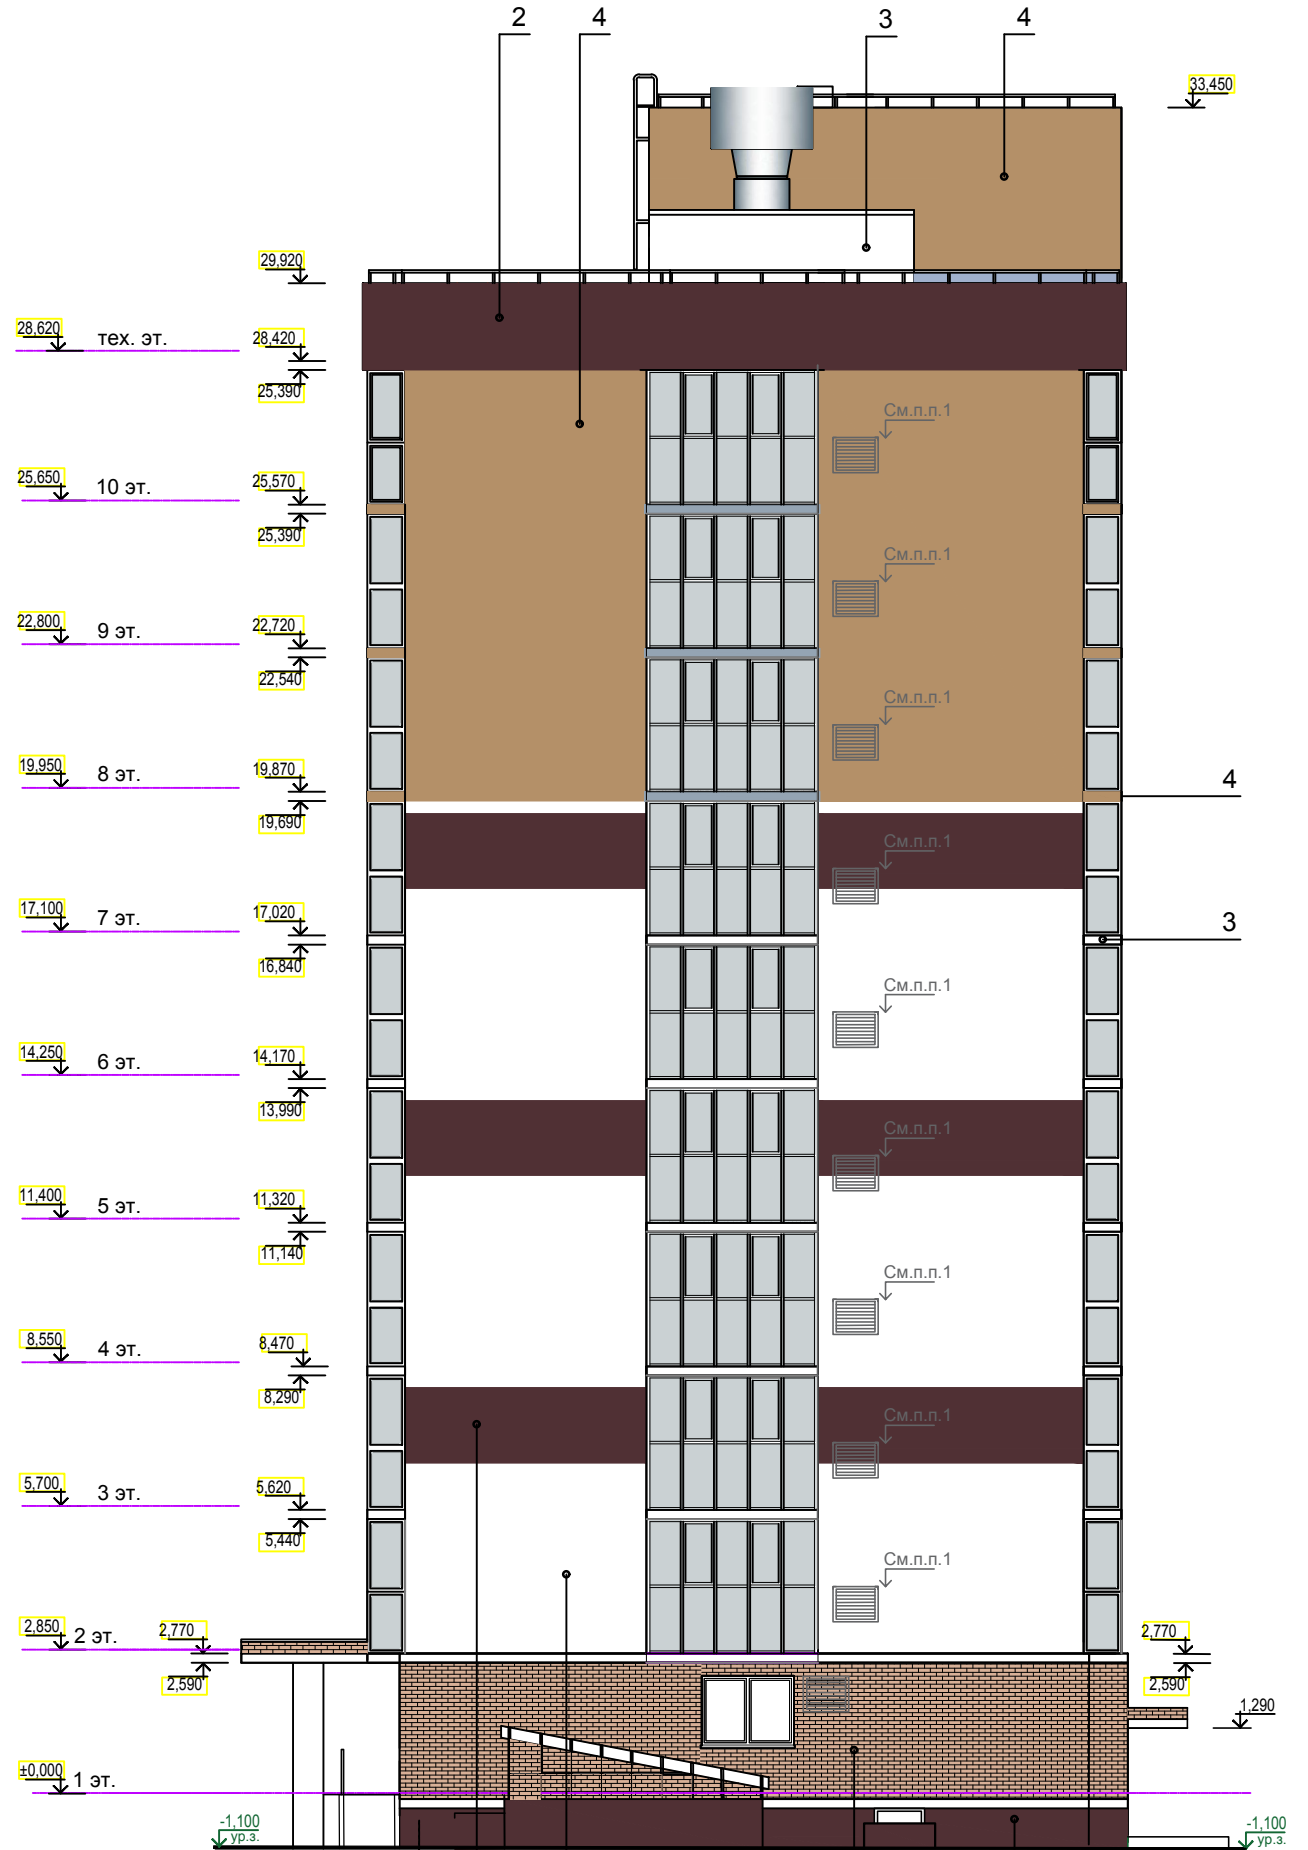 2
4
3
4
33,450
29,920
28,620
тех. эт.
28,420
25,390
См.п.п.1
25,650
10 эт.
25,570
25,390
См.п.п.1
22,800
9 эт.
22,720
22,540
См.п.п.1
19,950
8 эт.
19,870
4
19,690
См.п.п.1
17,100
7 эт.
17,020
3
16,840
См.п.п.1
14,250
6 эт.
14,170
13,990
См.п.п.1
11,400
5 эт.
11,320
11,140
См.п.п.1
8,550
4 эт.
8,470
8,290
См.п.п.1
5,700
3 эт.
5,620
5,440
См.п.п.1
2,850
2 эт.
2,770
2,770
2,590
2,590
1,290
±0,000
1 эт.
-1,100
ур.з.
-1,100
ур.з.